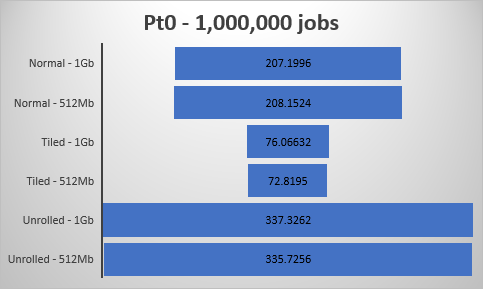 Pt0 - 1,000,000 jobs
Normal - 1Gb 207.1996
Normal - 512Mb 208.1524
Tiled - 1Gb 76.06632
Tiled - 512Mb 72.8195
Unrolled - 1Gb 337.3262
Unrolled - 512Mb 335.7256